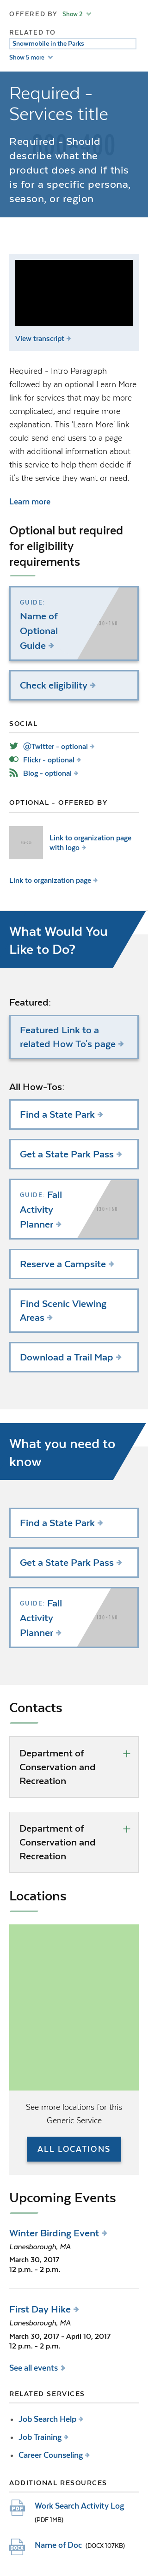 OFFERED BY Show 2
RELATED TO
Snowmobile in the Parks
Show 5 more
Required -
Services title
Required - Should
describe what the
product does and if this
is for a specific persona,
season, or region
View transcript
Required - Intro Paragraph
followed by an optional Learn More
link for services that may be more
complicated, and require more
explanation. This 'Learn More' link
could send end users to a page
with additional information about
this service to help them decide if
it's the service they want or need.
Learn more
Optional but required
for eligibility
requirements
GUIDE:
Name of
Optional
Guide
Check eligibility
SOCIAL
@Twitter - optional
Flickr - optional
Blog - optional
OPTIONAL - OFFERED BY
Link to organization page
with logo
Link to organization page
What Would You
Like to Do?
Featured:
Featured Link to a
related How To's page
All How-Tos:
Find a State Park
Get a State Park Pass
GUIDE: Fall
Activity
Planner
Reserve a Campsite
Find Scenic Viewing
Areas
Download a Trail Map
What you need to
know
Find a State Park
Get a State Park Pass
GUIDE: Fall
Activity
Planner
Contacts
Department of
Conservation and
Recreation
Department of
Conservation and
Recreation
Locations
See more locations for this
Generic Service
ALL LOCATIONS
Upcoming Events
Winter Birding Event
Lanesborough, MA
March 30, 2017
12 p.m. - 2 p.m.
First Day Hike
Lanesborough, MA
March 30, 2017 - April 10, 2017
12 p.m. - 2 p.m.
See all events
RELATED SERVICES
Job Search Help
Job Training
Career Counseling
ADDITIONAL RESOURCES
Work Search Activity Log
(PDF 1MB)
Name of Doc (DOCX 107KB)